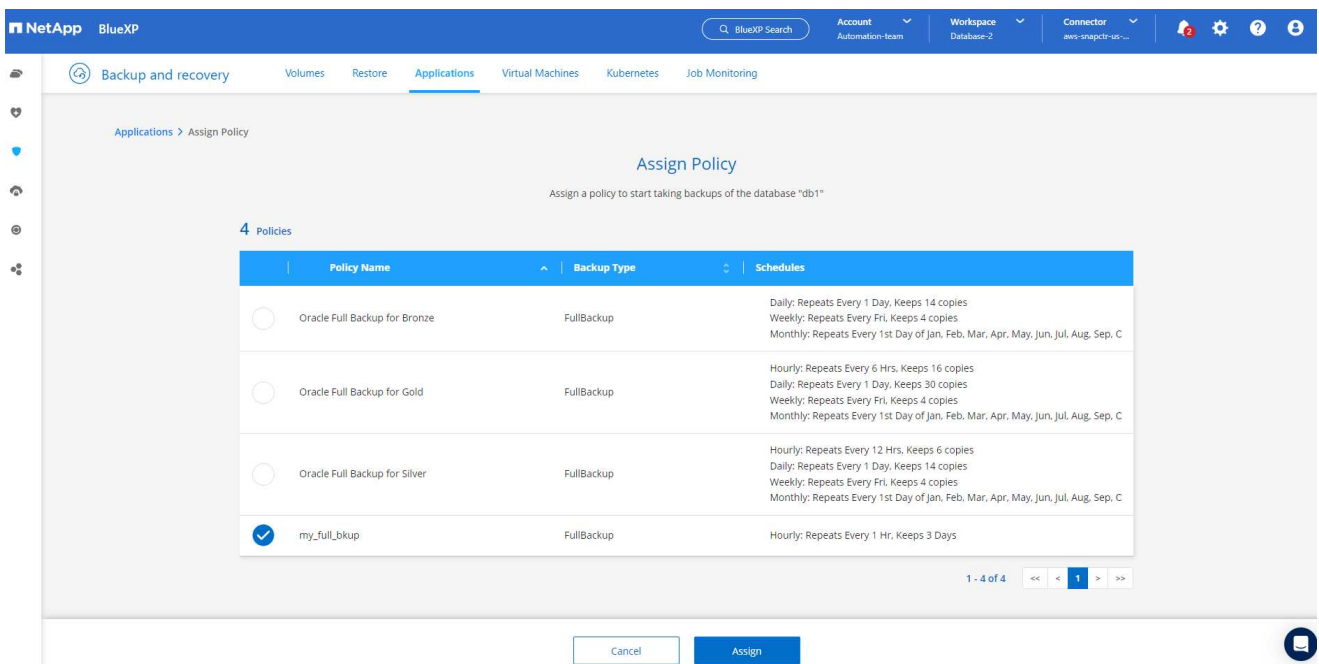 NetApp BlueXP
BlueXP Search
Account
Automation-team
Workspace
Database-2
Connector
aws-snapctr-us-...
2
Backup and recovery
Volumes Restore Applications Virtual Machines Kubernetes Job Monitoring
Applications > Assign Policy
Assign Policy
Assign a policy to start taking backups of the database "db1"
4 Policies
Policy Name Backup Type Schedules
Oracle Full Backup for Bronze FullBackup
Daily: Repeats Every 1 Day, Keeps 14 copies
Weekly: Repeats Every Fri, Keeps 4 copies
Monthly: Repeats Every 1st Day of Jan, Feb, Mar, Apr, May, Jun, Jul, Aug, Sep, C
Oracle Full Backup for Gold FullBackup
Hourly: Repeats Every 6 Hrs, Keeps 16 copies
Daily: Repeats Every 1 Day, Keeps 30 copies
Weekly: Repeats Every Fri, Keeps 4 copies
Monthly: Repeats Every 1st Day of Jan, Feb, Mar, Apr, May, Jun, Jul, Aug, Sep, C
Oracle Full Backup for Silver FullBackup
Hourly: Repeats Every 12 Hrs, Keeps 6 copies
Daily: Repeats Every 1 Day, Keeps 14 copies
Weekly: Repeats Every Fri, Keeps 4 copies
Monthly: Repeats Every 1st Day of Jan, Feb, Mar, Apr, May, Jun, Jul, Aug, Sep, C
my_full_bkup FullBackup Hourly: Repeats Every 1 Hr, Keeps 3 Days
1 - 4 of 4 << < 1 > >>
Cancel Assign